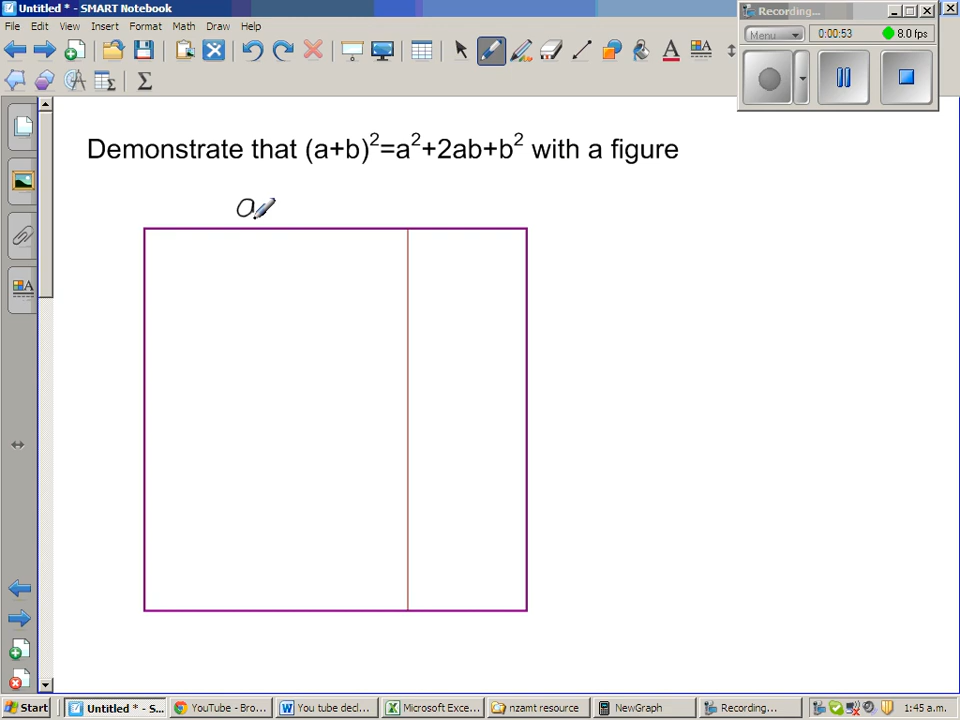 Untitled * - SMART Notebook
File Edit View Insert Format Math Draw Help
Recording...
Menu 0:00:53 8.0 fps
Demonstrate that (a+b)²=a²+2ab+b² with a figure
a
Start Untitled * - S... YouTube - Bro... You tube decl... Microsoft Exce... nzamt resource NewGraph Recording... 1:45 a.m.